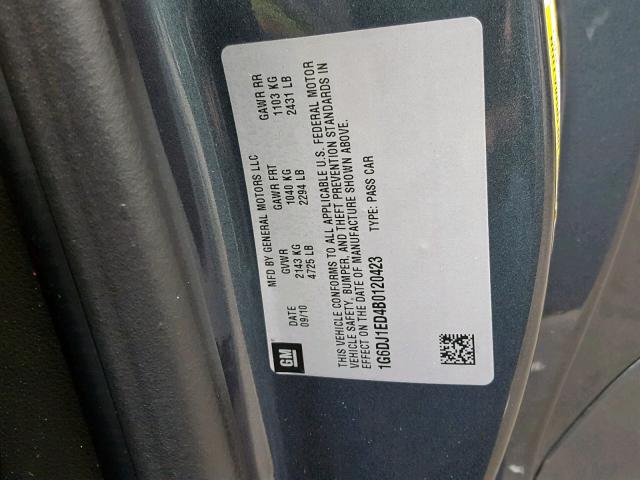 MFD BY GENERAL MOTORS LLC
DATE GVWR GAWR FRT GAWR RR
09/10 2143 KG 1040 KG 1103 KG
4725 LB 2294 LB 2431 LB
GM
THIS VEHICLE CONFORMS TO ALL APPLICABLE U.S. FEDERAL MOTOR
VEHICLE SAFETY, BUMPER, AND THEFT PREVENTION STANDARDS IN
EFFECT ON THE DATE OF MANUFACTURE SHOWN ABOVE.
1G6DJ1ED4B0120423 TYPE: PASS CAR